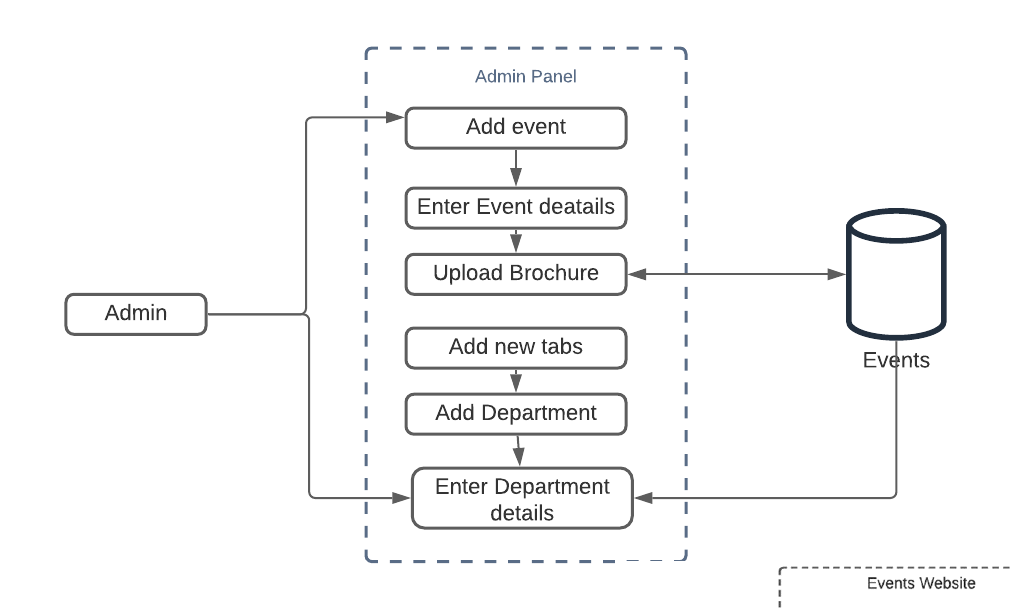 Admin Panel
Add event
Enter Event deatails
Upload Brochure
Admin
Add new tabs
Events
Add Department
Enter Department
details
Events Website